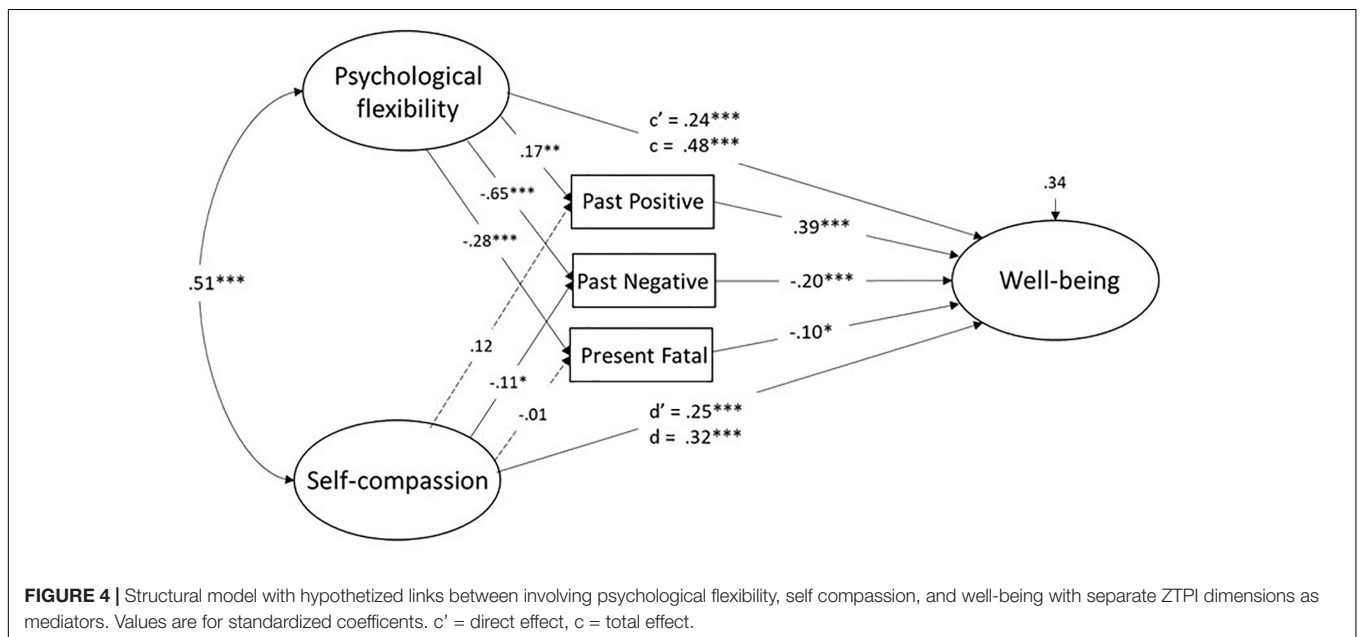 Psychological
flexibility
c' = .24***
c = .48***
.17**
.34
-.65***
Past Positive
.39***
-.28***
.51***
Past Negative
-.20***
Well-being
-.10*
.12
Present Fatal
-.11*
-.01
d' = .25***
d = .32***
Self-compassion
FIGURE 4 | Structural model with hypothetized links between involving psychological flexibility, self compassion, and well-being with separate ZTPI dimensions as
mediators. Values are for standardized coefficents. c' = direct effect, c = total effect.